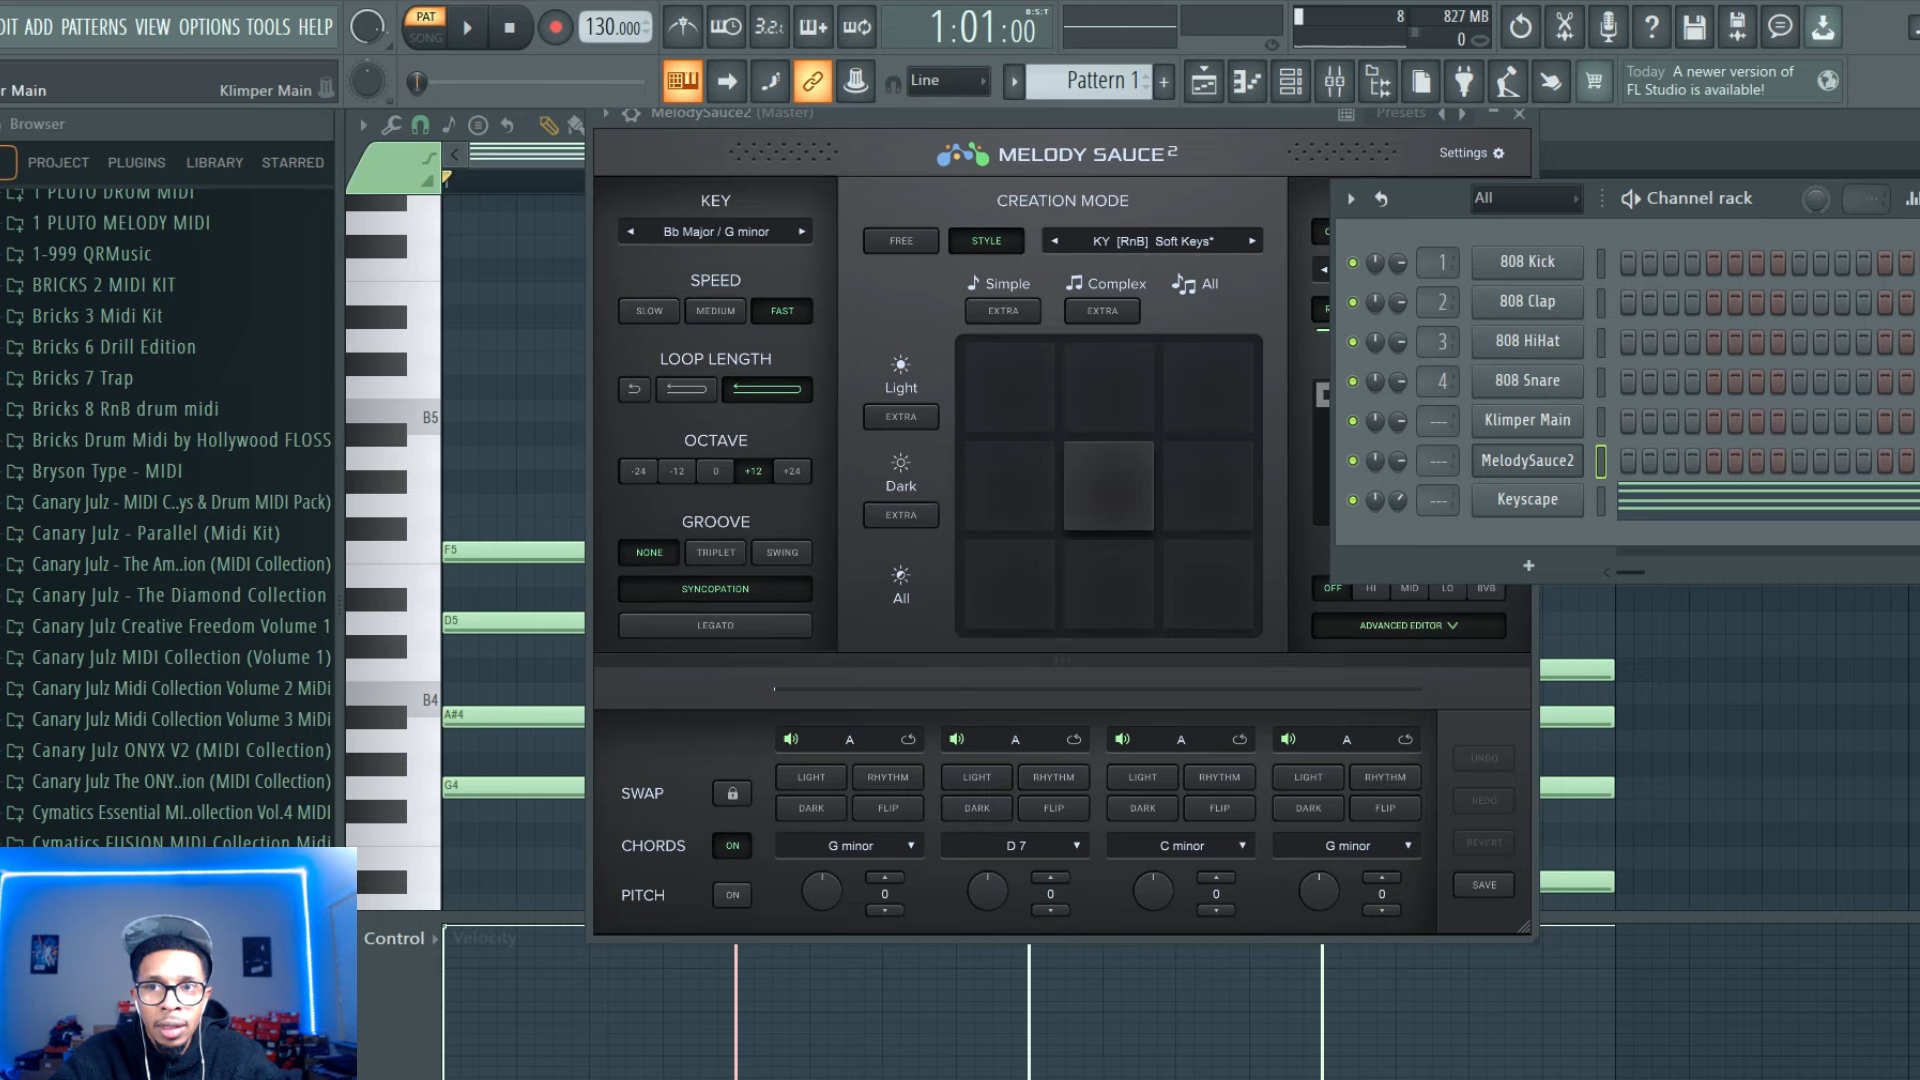 DIT ADD PATTERNS VIEW OPTIONS TOOLS HELP
PAT
SONG
130.000
3.2.
1:01:00
B:S:T
8
827 MB
0
r Main
Klimper Main
Line
Pattern 1
+
Today A newer version of
FL Studio is available!
Browser
PROJECT
PLUGINS
LIBRARY
STARRED
1 PLUTO DRUM MIDI
1 PLUTO MELODY MIDI
1-999 QRMusic
BRICKS 2 MIDI KIT
Bricks 3 Midi Kit
Bricks 6 Drill Edition
Bricks 7 Trap
Bricks 8 RnB drum midi
Bricks Drum Midi by Hollywood FLOSS
Bryson Type - MIDI
Canary Julz - MIDI C..ys & Drum MIDI Pack)
Canary Julz - Parallel (Midi Kit)
Canary Julz - The Am..ion (MIDI Collection)
Canary Julz - The Diamond Collection
Canary Julz Creative Freedom Volume 1
Canary Julz MIDI Collection (Volume 1)
Canary Julz Midi Collection Volume 2 MiDi
Canary Julz Midi Collection Volume 3 MiDi
Canary Julz ONYX V2 (MIDI Collection)
Canary Julz The ONY..ion (MIDI Collection)
Cymatics Essential MI..ollection Vol.4 MIDI
Cymatics FUSION MIDI Collection Midi
B5
B4
F5
D5
A#4
G4
Control
Velocity
MelodySauce2 (Master)
Presets
MELODY SAUCE2
Settings
KEY
Bb Major / G minor
SPEED
SLOW
MEDIUM
FAST
LOOP LENGTH
OCTAVE
-24
-12
0
+12
+24
GROOVE
NONE
TRIPLET
SWING
SYNCOPATION
LEGATO
CREATION MODE
FREE
STYLE
KY [RnB] Soft Keys*
Simple
Complex
All
EXTRA
EXTRA
Light
EXTRA
Dark
EXTRA
All
OFF
HI
MID
LO
BVB
ADVANCED EDITOR
A
A
A
A
SWAP
LIGHT
RHYTHM
LIGHT
RHYTHM
LIGHT
RHYTHM
LIGHT
RHYTHM
DARK
FLIP
DARK
FLIP
DARK
FLIP
DARK
FLIP
CHORDS
ON
G minor
D 7
C minor
G minor
PITCH
ON
0
0
0
0
UNDO
REDO
REVERT
SAVE
All
Channel rack
1
808 Kick
2
808 Clap
3
808 HiHat
4
808 Snare
---
Klimper Main
---
MelodySauce2
---
Keyscape
+